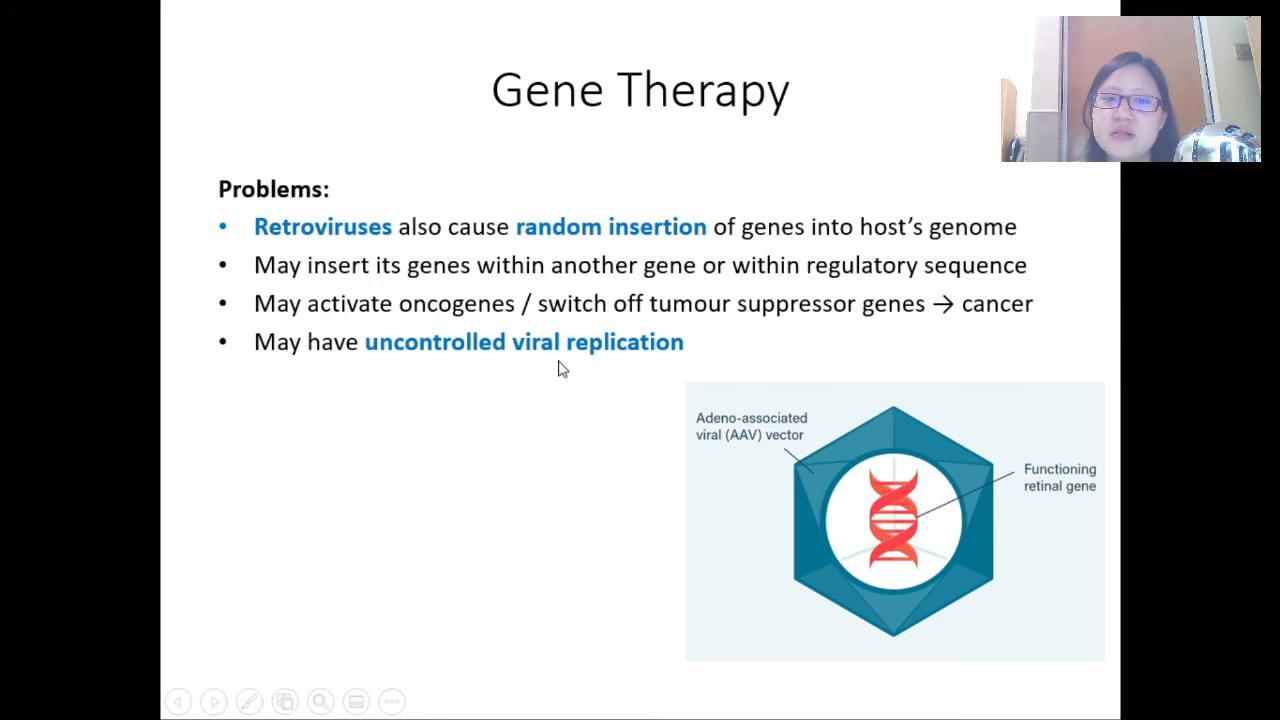 Gene Therapy
Problems:
• Retroviruses also cause random insertion of genes into host’s genome
• May insert its genes within another gene or within regulatory sequence
• May activate oncogenes / switch off tumour suppressor genes → cancer
• May have uncontrolled viral replication
Adeno-associated
viral (AAV) vector
Functioning
retinal gene